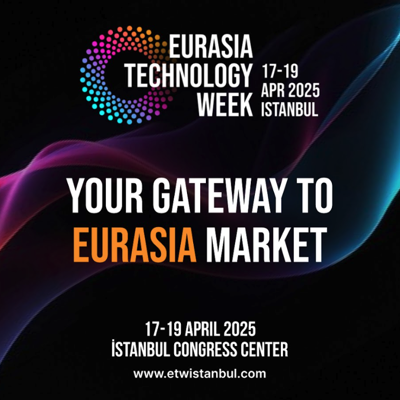 EURASIA
TECHNOLOGY
WEEK
17-19
APR 2025
ISTANBUL
YOUR GATEWAY TO
EURASIA MARKET
17-19 APRIL 2025
İSTANBUL CONGRESS CENTER
www.etwistanbul.com